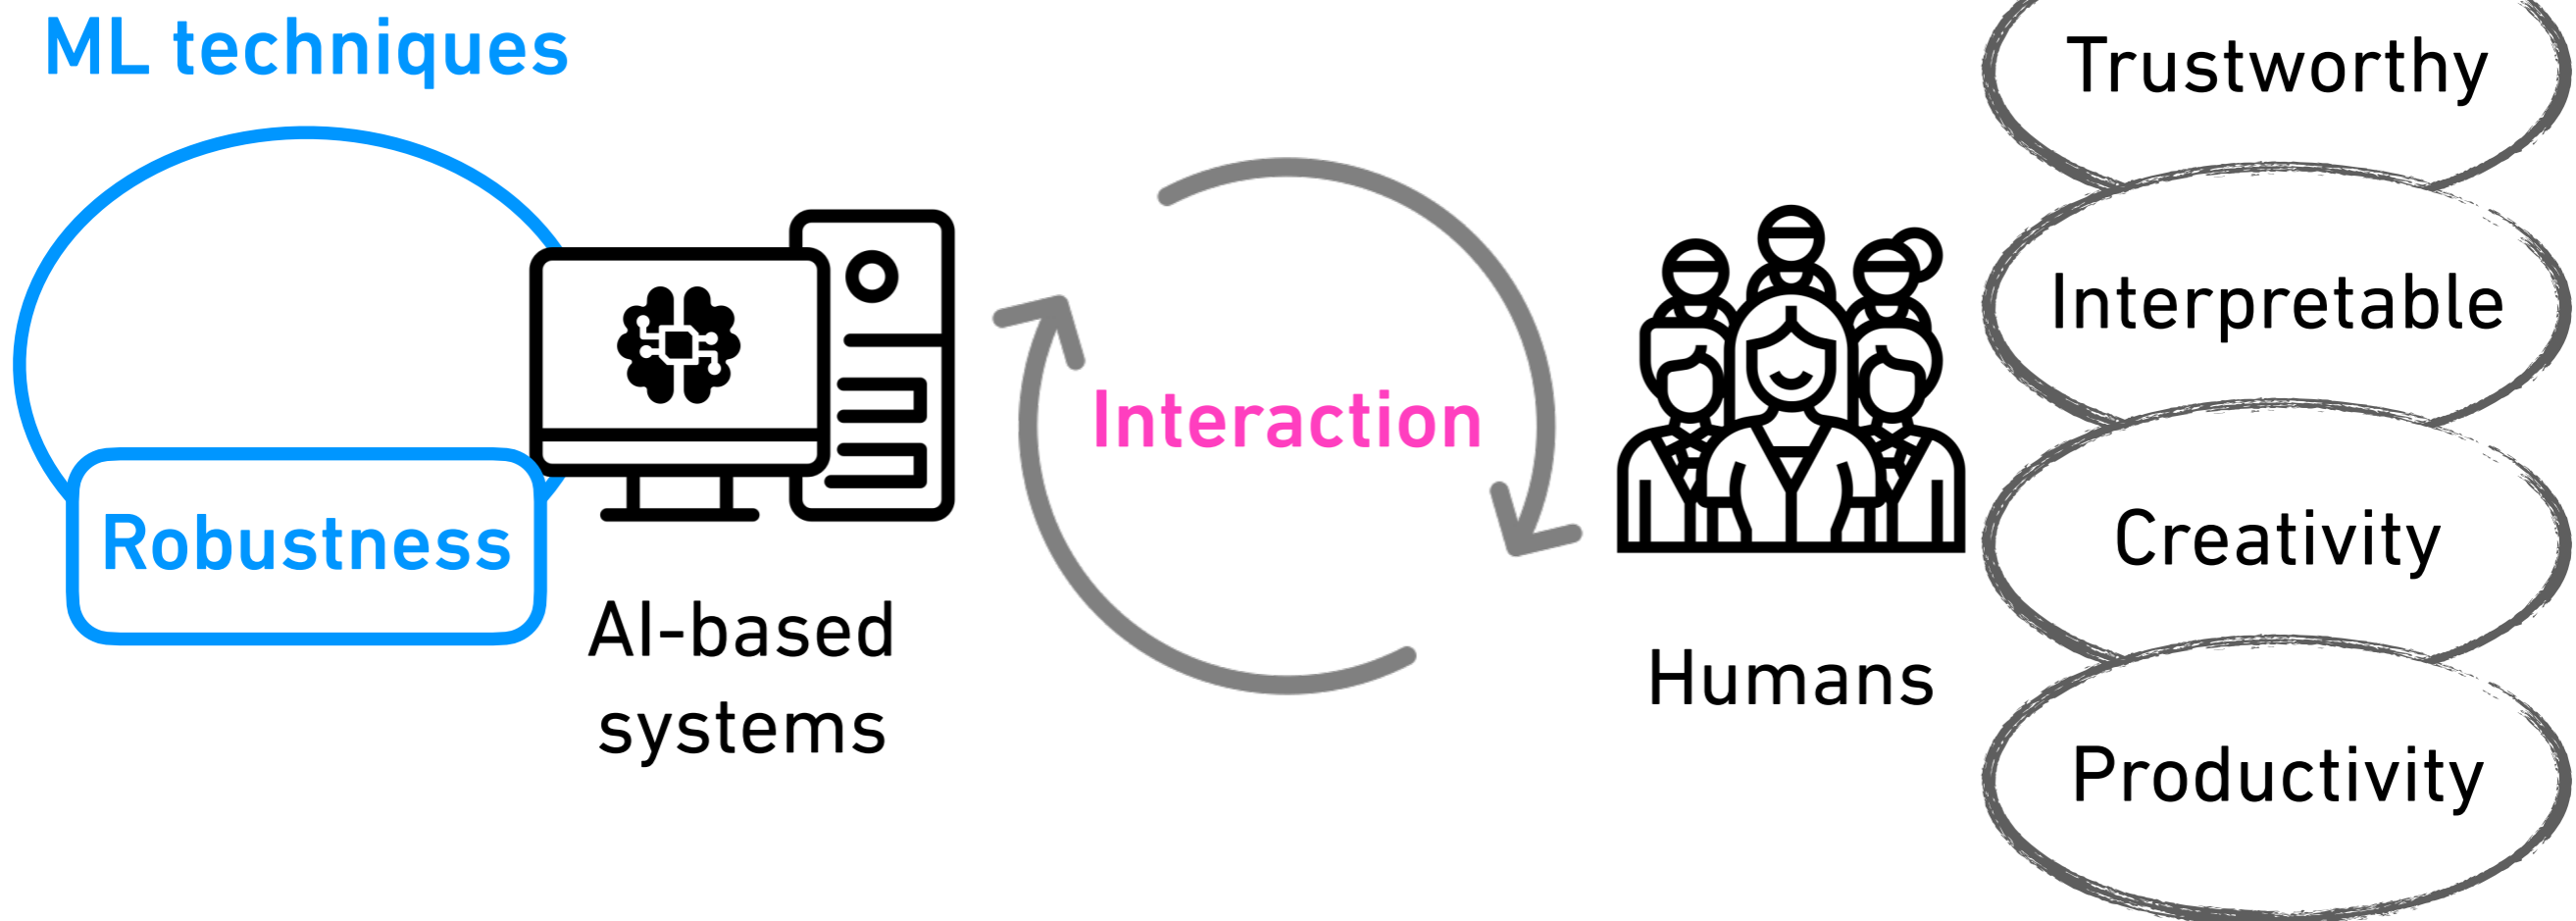 ML techniques
Robustness
AI-based
systems
Interaction
Humans
Trustworthy
Interpretable
Creativity
Productivity